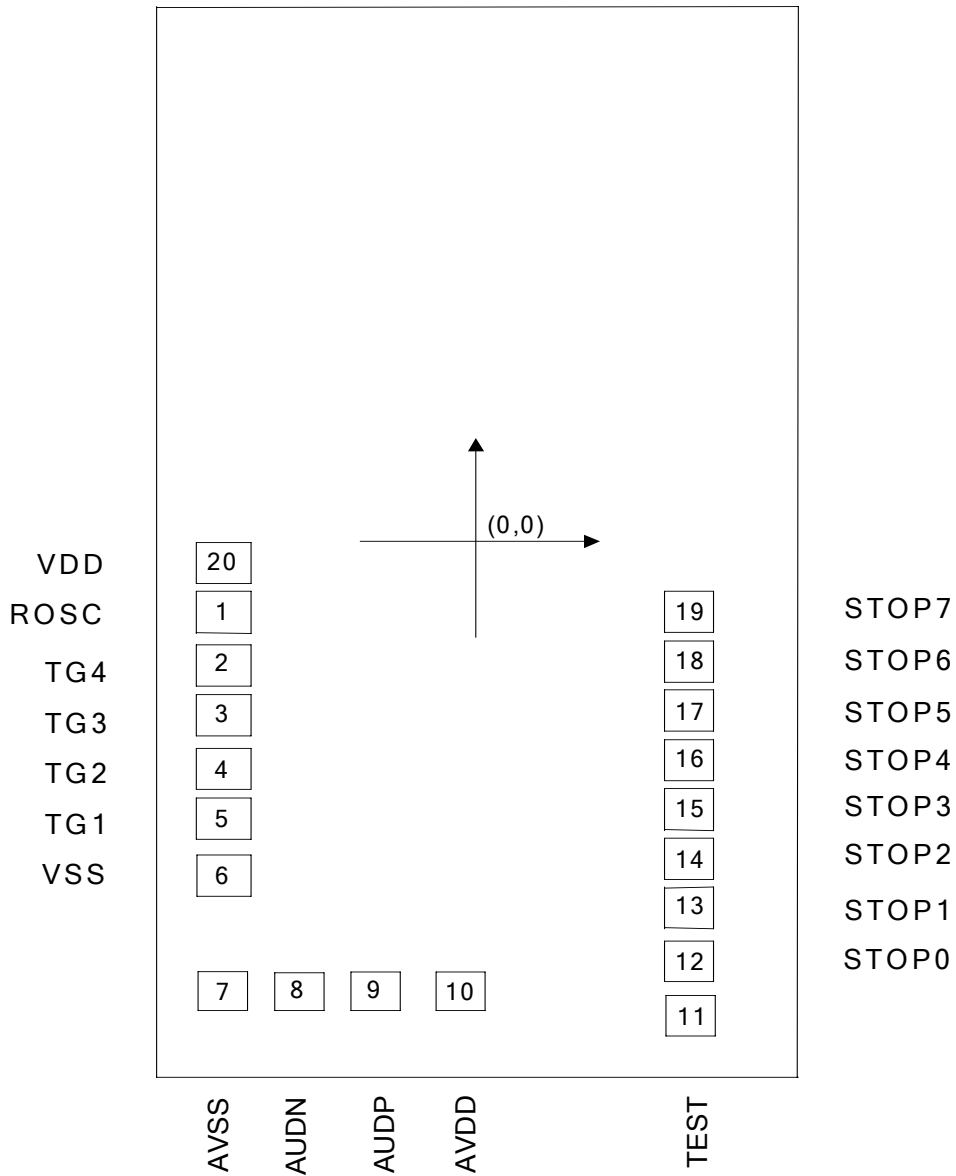 (0,0)
VDD 20
ROSC 1 19 STOP7
TG4 2 18 STOP6
TG3 3 17 STOP5
TG2 4 16 STOP4
TG1 5 15 STOP3
VSS 6 14 STOP2
13 STOP1
12 STOP0
7 8 9 10 11
AVSS AUDN AUDP AVDD TEST